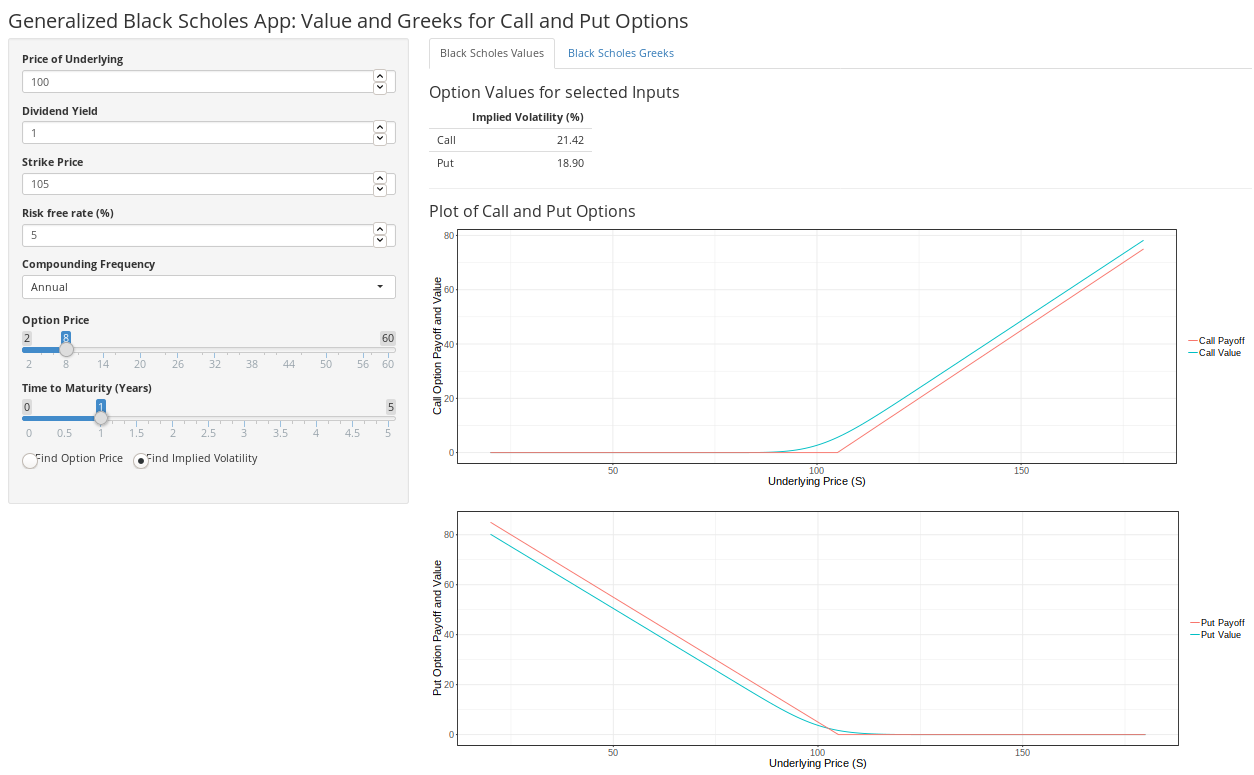 Generalized Black Scholes App: Value and Greeks for Call and Put Options
Price of Underlying
100
Dividend Yield
1
Strike Price
105
Risk free rate (%)
5
Compounding Frequency
Annual
Option Price
2 8 60
2 8 14 20 26 32 38 44 50 56 60
Time to Maturity (Years)
0 1 5
0 0.5 1 1.5 2 2.5 3 3.5 4 4.5 5
Find Option Price Find Implied Volatility
Black Scholes Values Black Scholes Greeks
Option Values for selected Inputs
Implied Volatility (%)
Call 21.42
Put 18.90
Plot of Call and Put Options
Call Option Payoff and Value
80
60
40
20
0
50 100 150
Underlying Price (S)
Call Payoff
Call Value
Put Option Payoff and Value
80
60
40
20
0
50 100 150
Underlying Price (S)
Put Payoff
Put Value